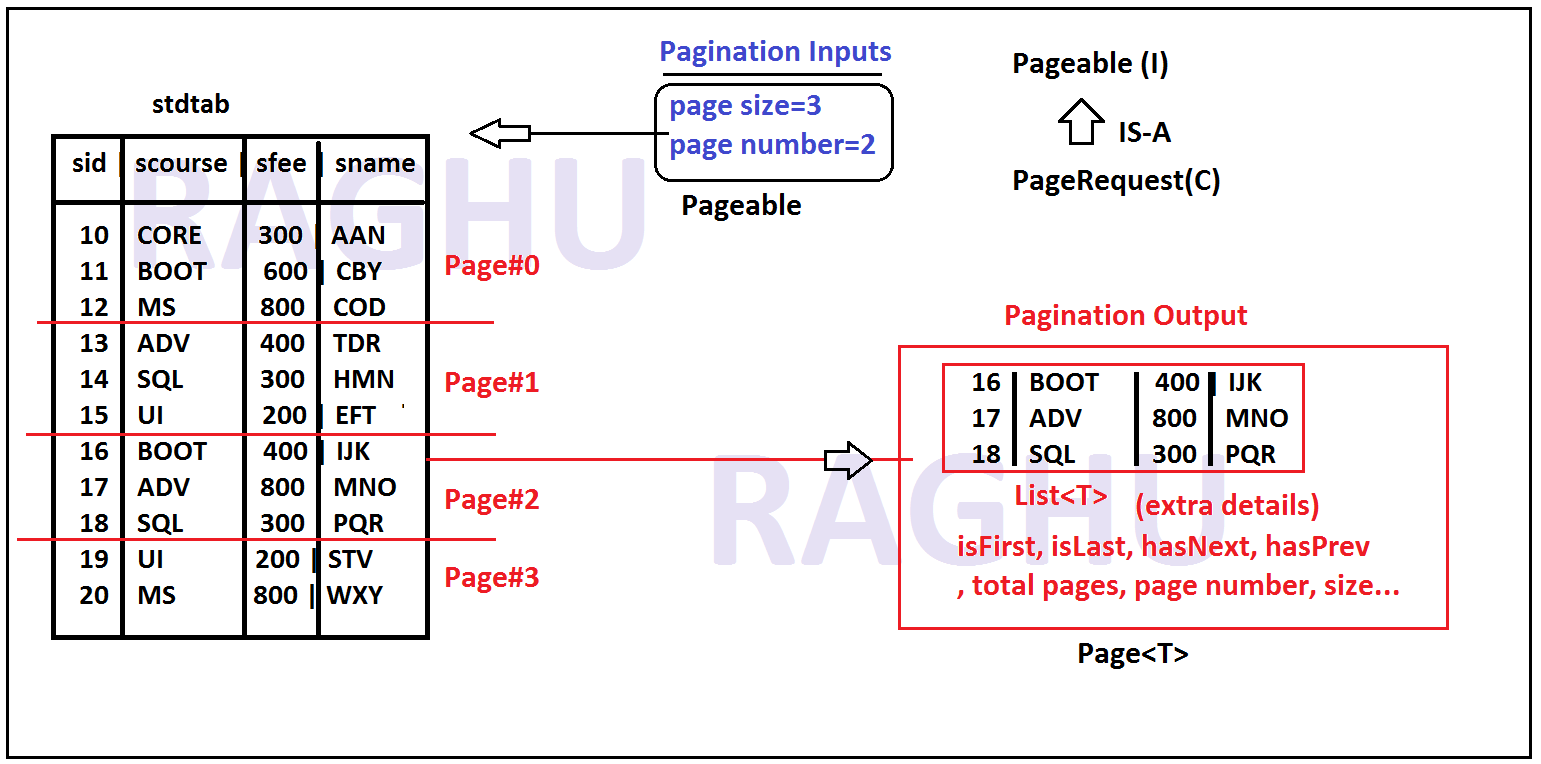 Pagination Inputs
page size=3
page number=2
Pageable
Pageable (I)
IS-A
PageRequest(C)
stdtab
sid | scourse | sfee | sname
10 CORE 300 AAN
11 BOOT 600 | CBY
12 MS 800 COD
Page#0
13 ADV 400 TDR
14 SQL 300 HMN
15 UI 200 | EFT '
Page#1
16 BOOT 400 | IJK
17 ADV 800 MNO
18 SQL 300 PQR
Page#2
19 UI 200 | STV
20 MS 800 | WXY
Page#3
Pagination Output
16 BOOT 400 IJK
17 ADV 800 MNO
18 SQL 300 PQR
List<T> (extra details)
isFirst, isLast, hasNext, hasPrev
, total pages, page number, size...
Page<T>
RAGHU
RAGHU